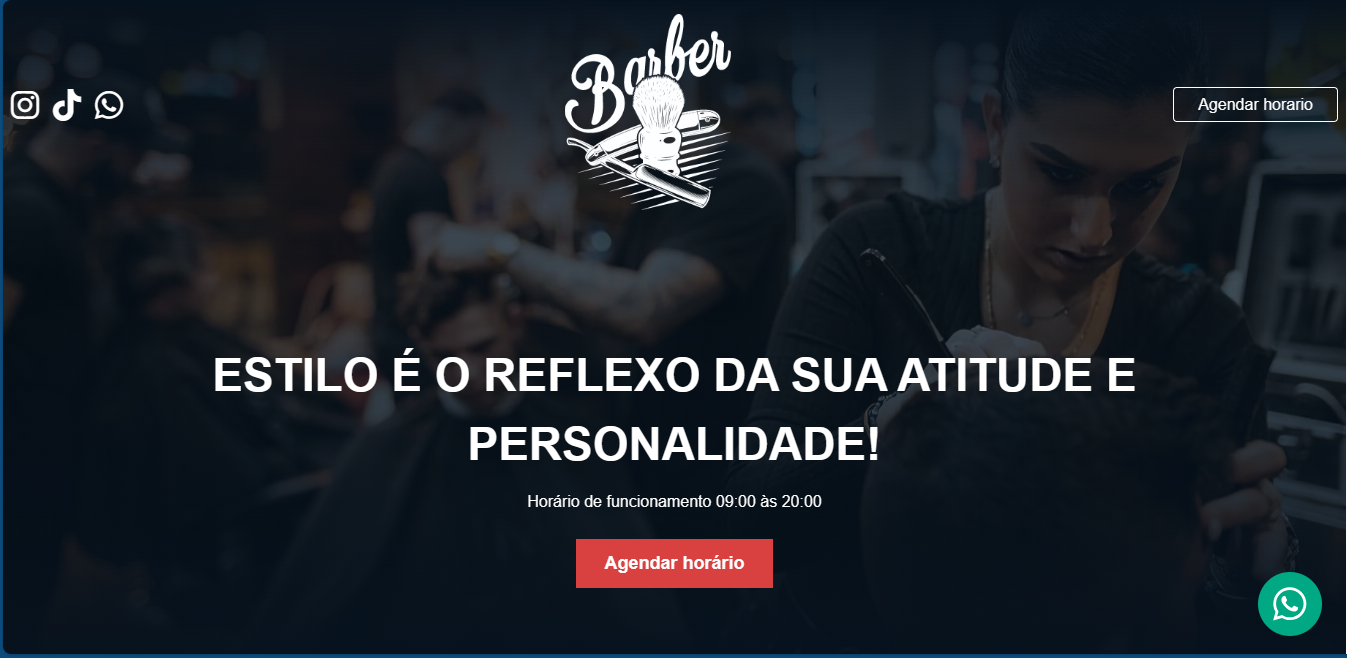 Barber
Agendar horario
ESTILO É O REFLEXO DA SUA ATITUDE E
PERSONALIDADE!
Horário de funcionamento 09:00 às 20:00
Agendar horário